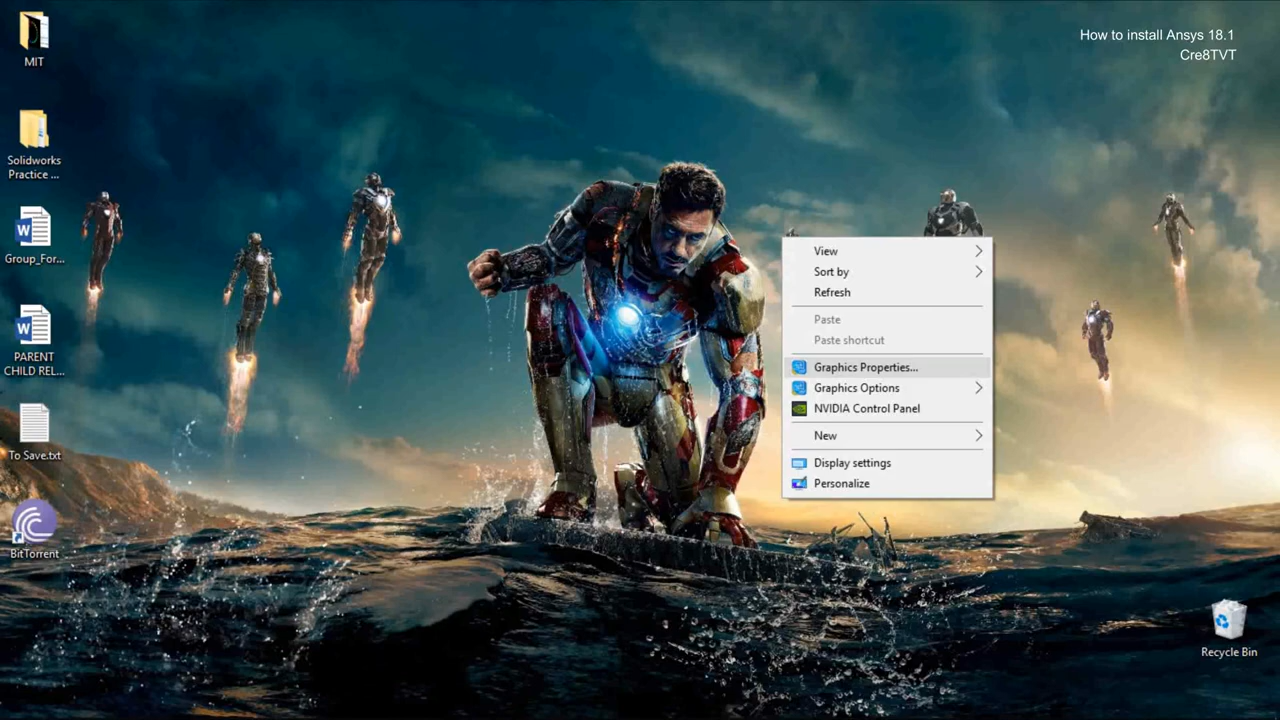 How to install Ansys 18.1
Cre8TVT
MIT
Solidworks
Practice ...
Group_For...
PARENT
CHILD REL...
To Save.txt
BitTorrent
View
Sort by
Refresh
Paste
Paste shortcut
Graphics Properties...
Graphics Options
NVIDIA Control Panel
New
Display settings
Personalize
Recycle Bin